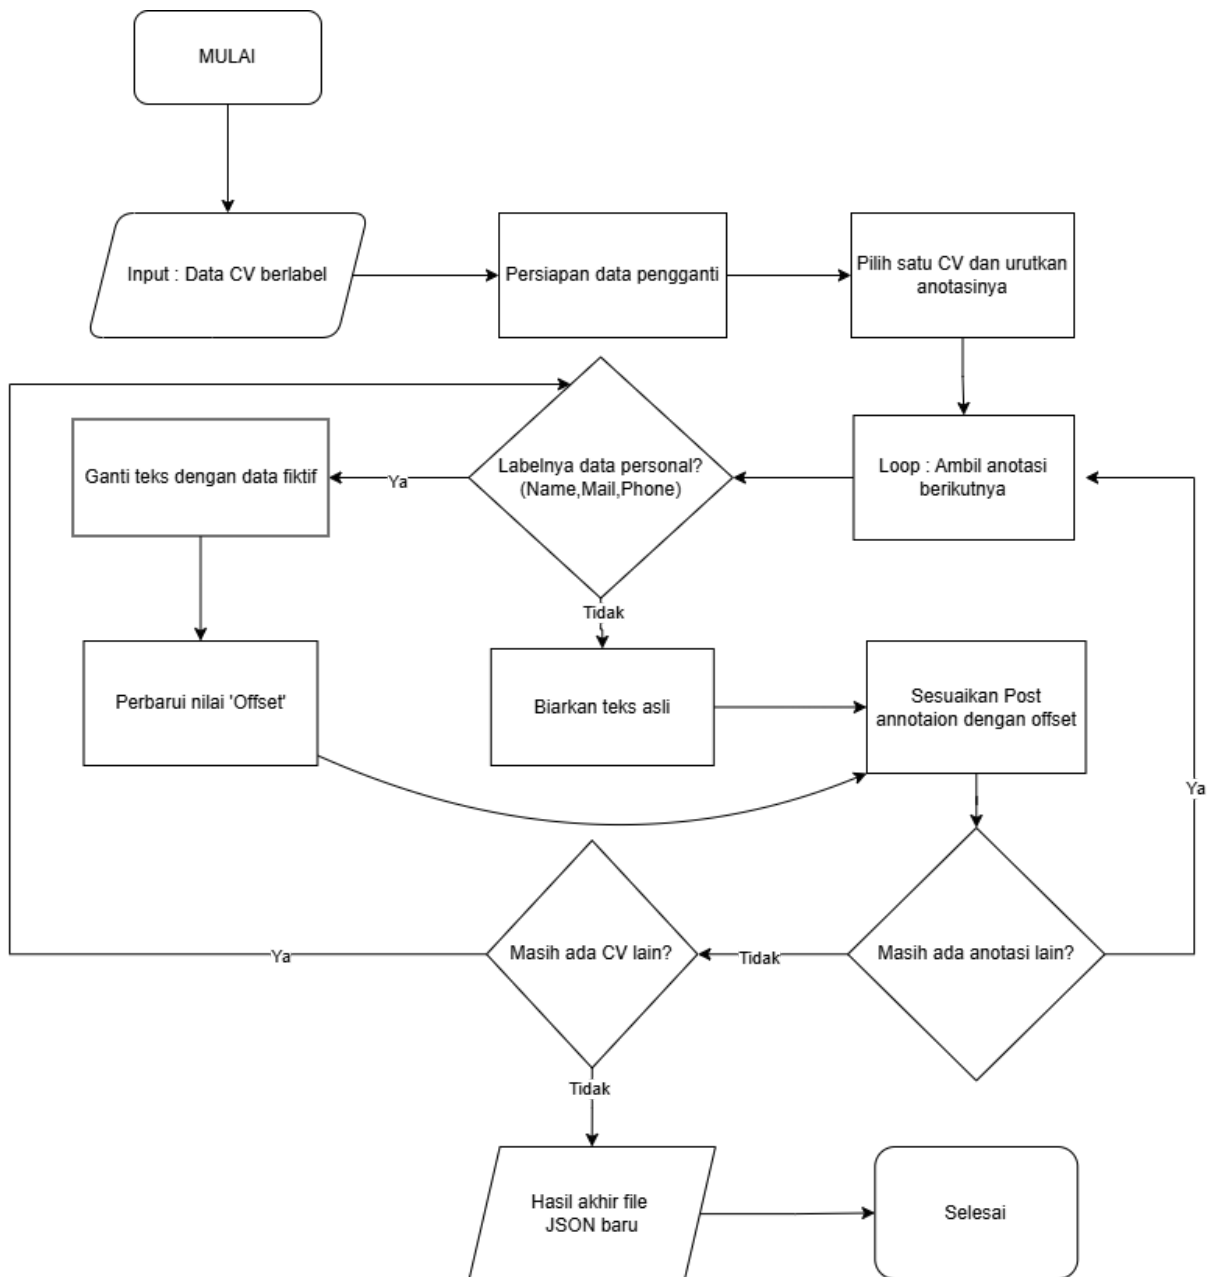 MULAI
Input : Data CV berlabel
Persiapan data pengganti
Pilih satu CV dan urutkan
anotasinya
Loop : Ambil anotasi
berikutnya
Labelnya data personal?
(Name,Mail,Phone)
Ya
Ganti teks dengan data fiktif
Perbarui nilai 'Offset'
Tidak
Biarkan teks asli
Sesuaikan Post
annotaion dengan offset
Masih ada anotasi lain?
Ya
Tidak
Masih ada CV lain?
Ya
Tidak
Hasil akhir file
JSON baru
Selesai